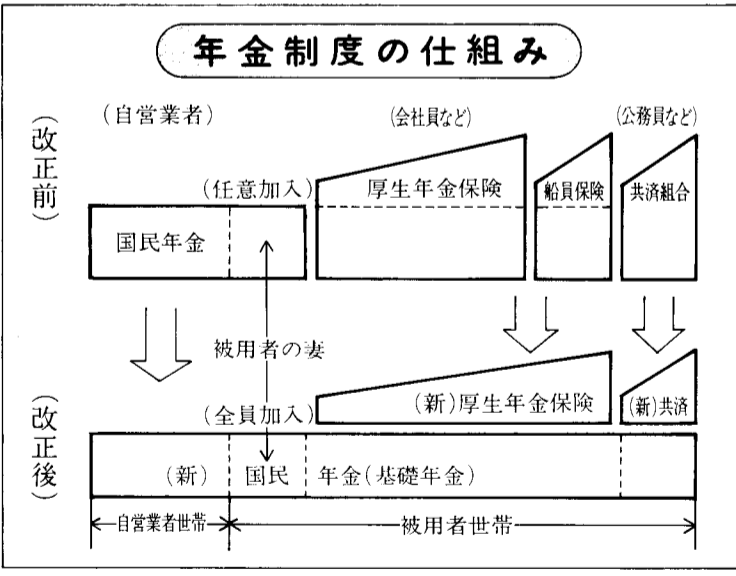 年金制度の仕組み
(改正前)
(自営業者)
(会社員など)
(公務員など)
(任意加入)
厚生年金保険
船員保険
共済組合
国民年金
被用者の妻
(改正後)
(全員加入)
(新)厚生年金保険
(新)共済
(新) 国民 年金(基礎年金)
自営業者世帯
被用者世帯